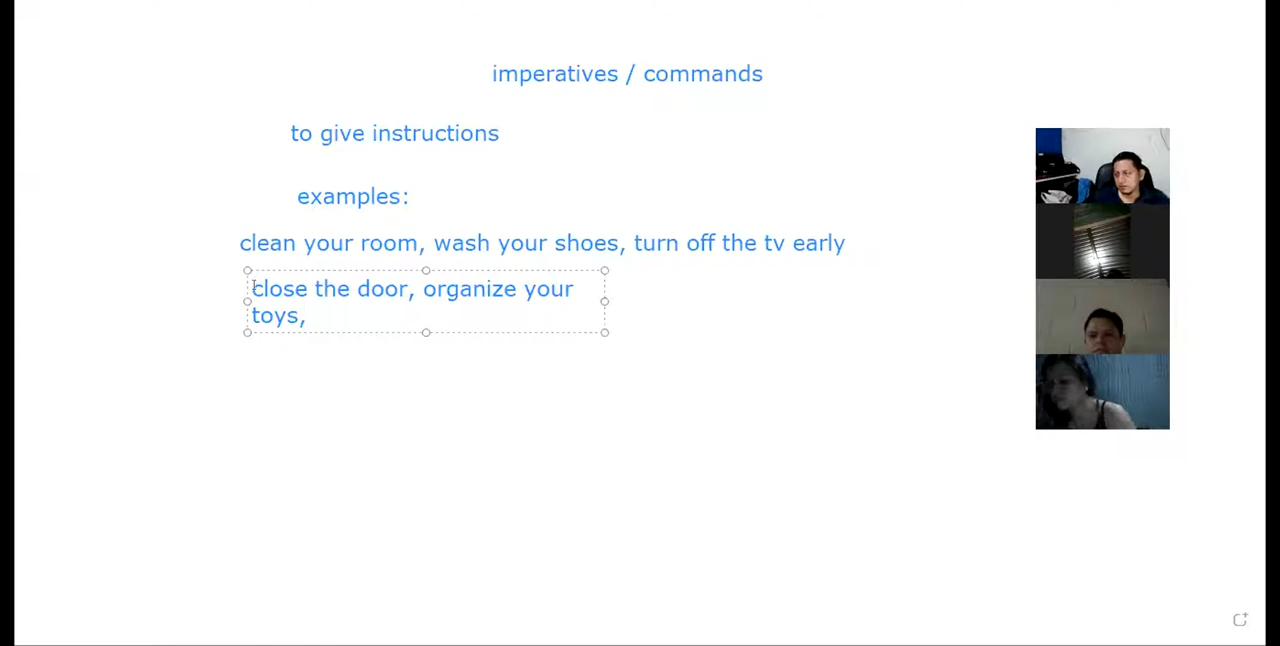 imperatives / commands
to give instructions
examples:
clean your room, wash your shoes, turn off the tv early
close the door, organize your
toys,